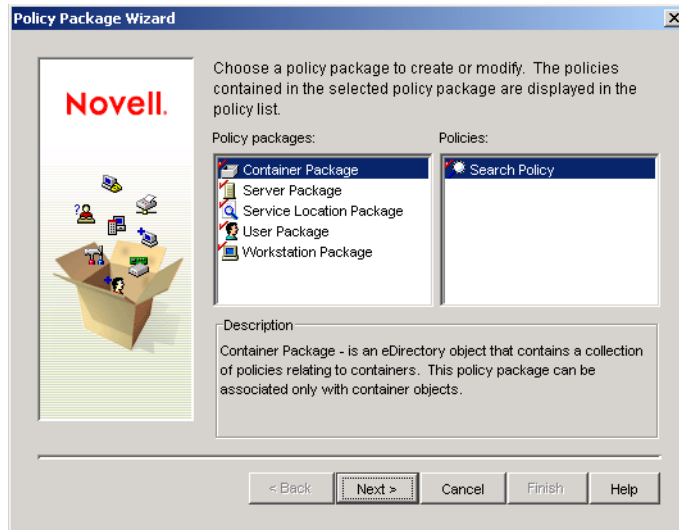 Policy Package Wizard
Novell.
Choose a policy package to create or modify. The policies
contained in the selected policy package are displayed in the
policy list.
Policy packages:
Container Package
Server Package
Service Location Package
User Package
Workstation Package
Policies:
Search Policy
Description
Container Package - is an eDirectory object that contains a collection
of policies relating to containers. This policy package can be
associated only with container objects.
< Back
Next >
Cancel
Finish
Help